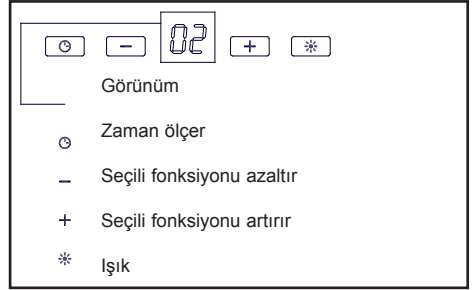 02
Görünüm
Zaman ölçer
− Seçili fonksiyonu azaltır
+ Seçili fonksiyonu artırır
Işık